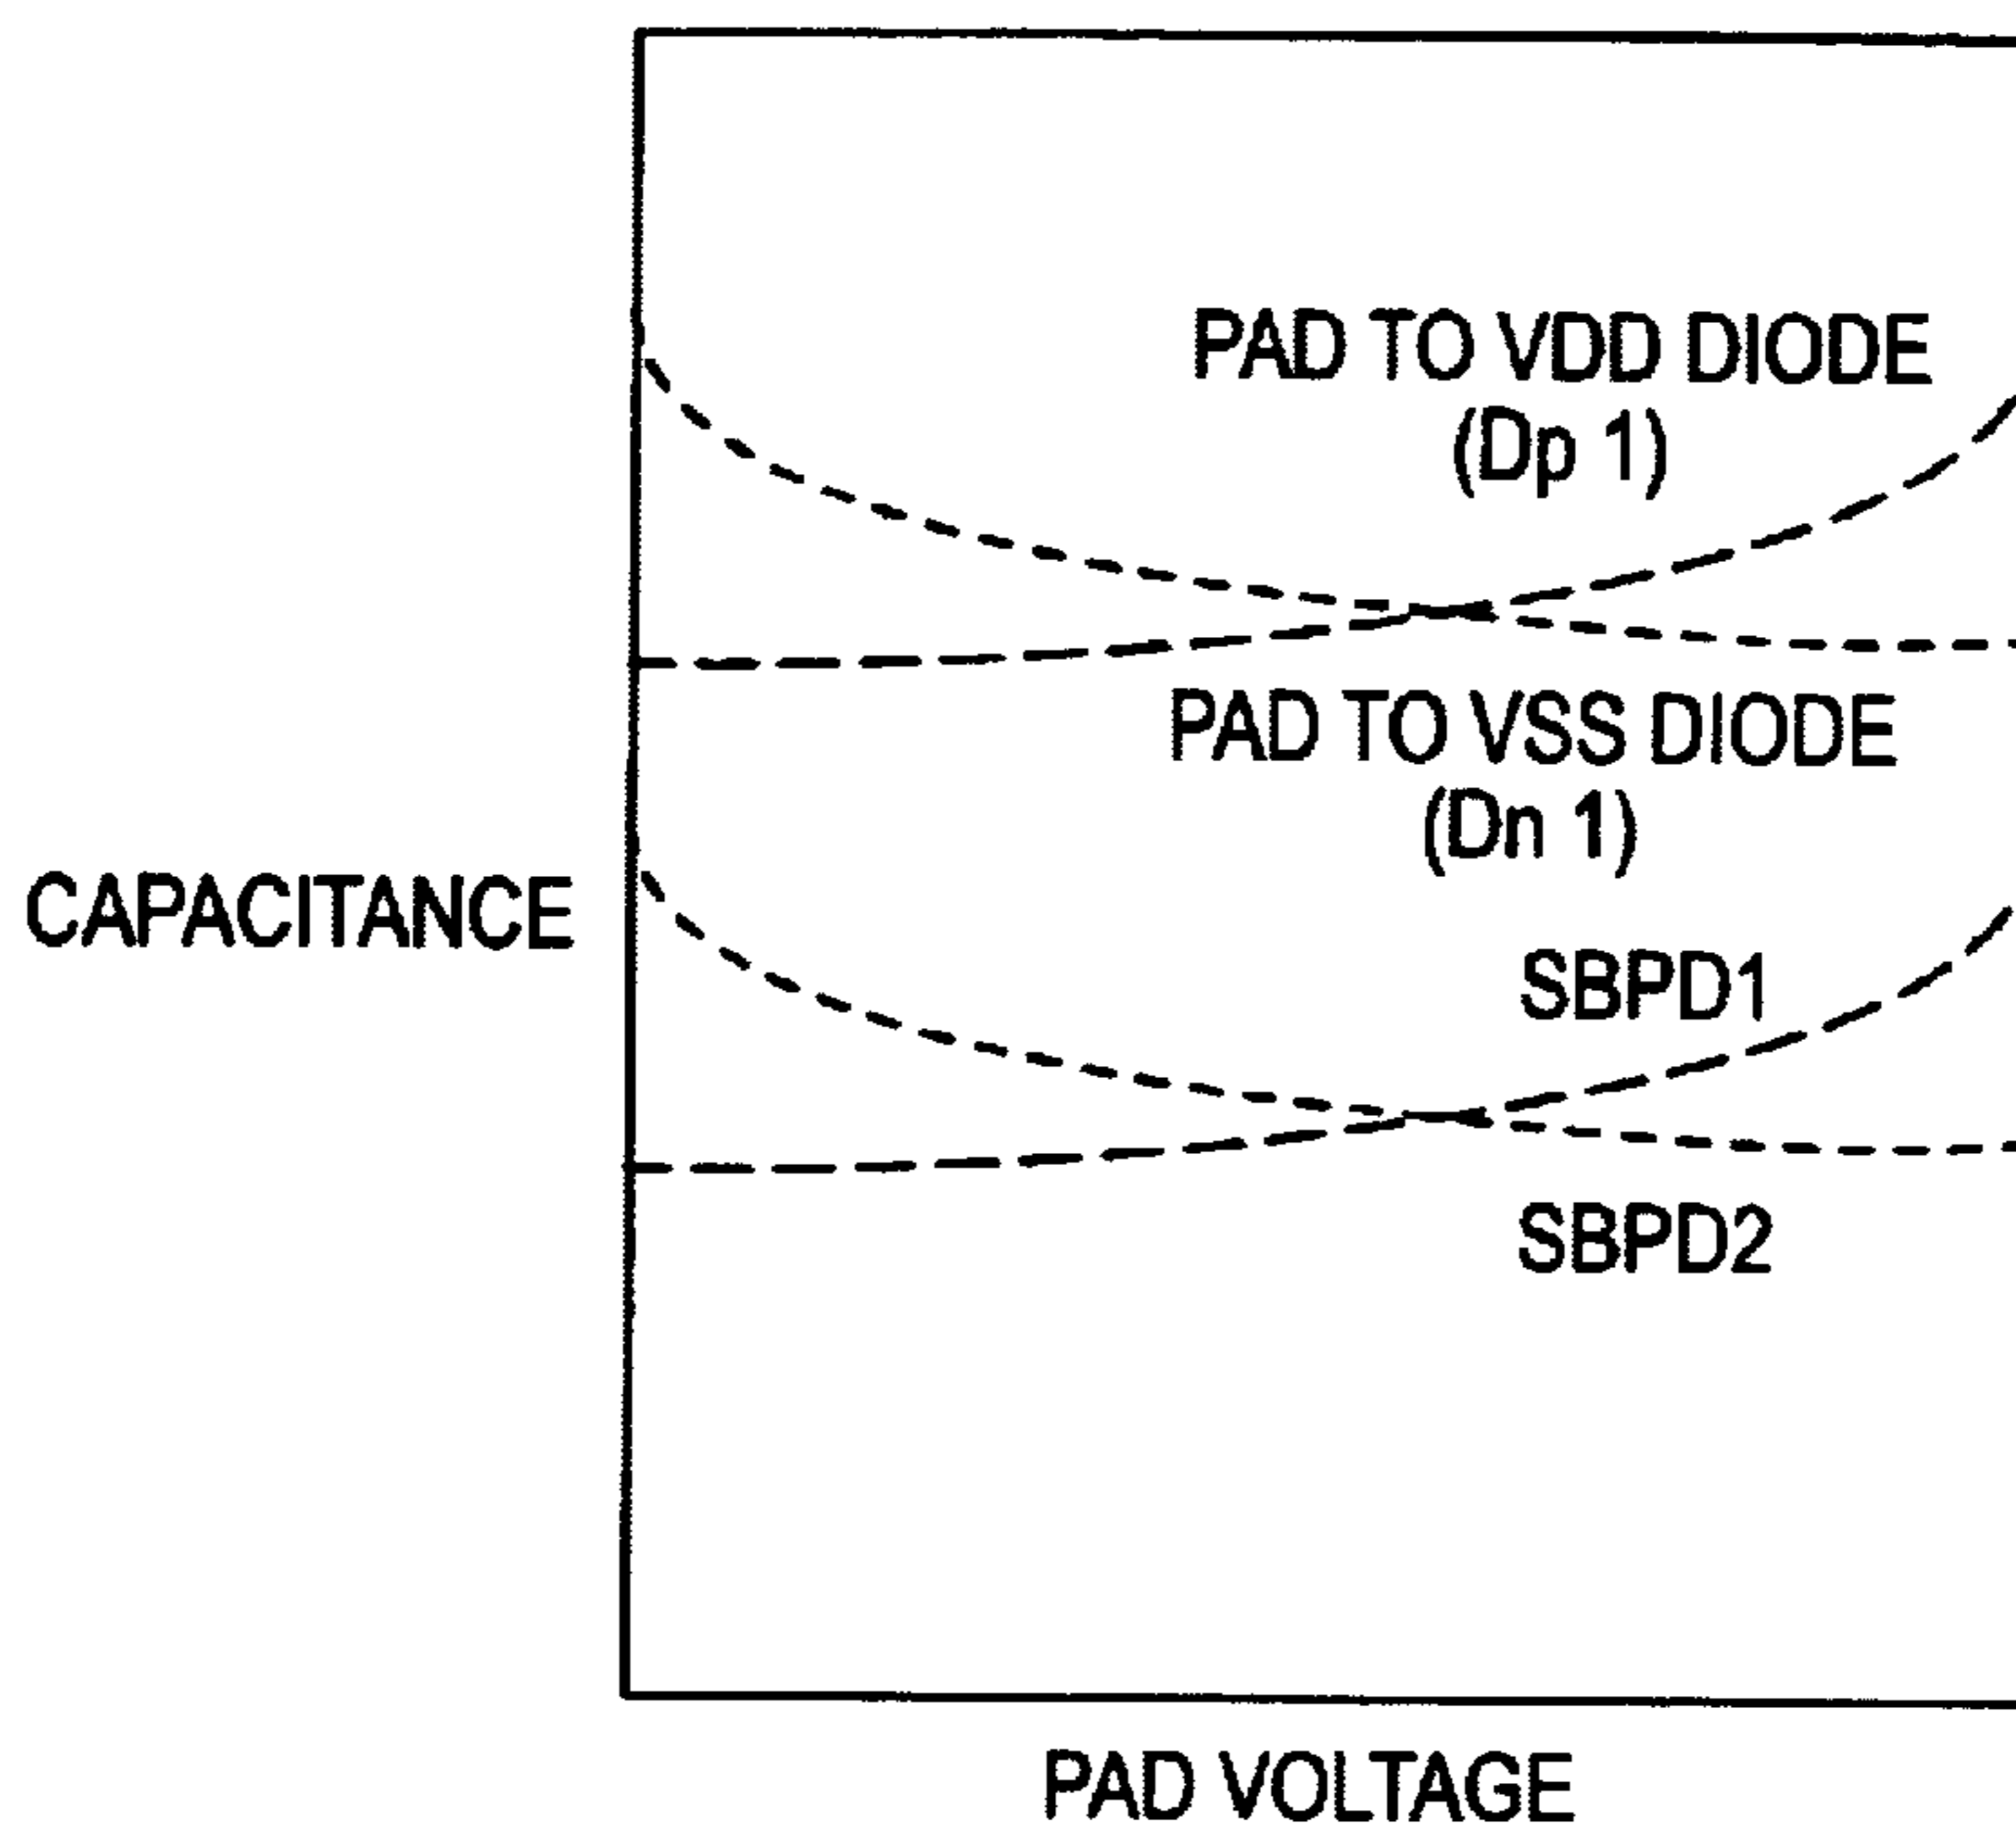 PAD TO VDD DIODE
(Dp 1)
PAD TO VSS DIODE
(Dn 1)
CAPACITANCE
SBPD1
SBPD2
PAD VOLTAGE